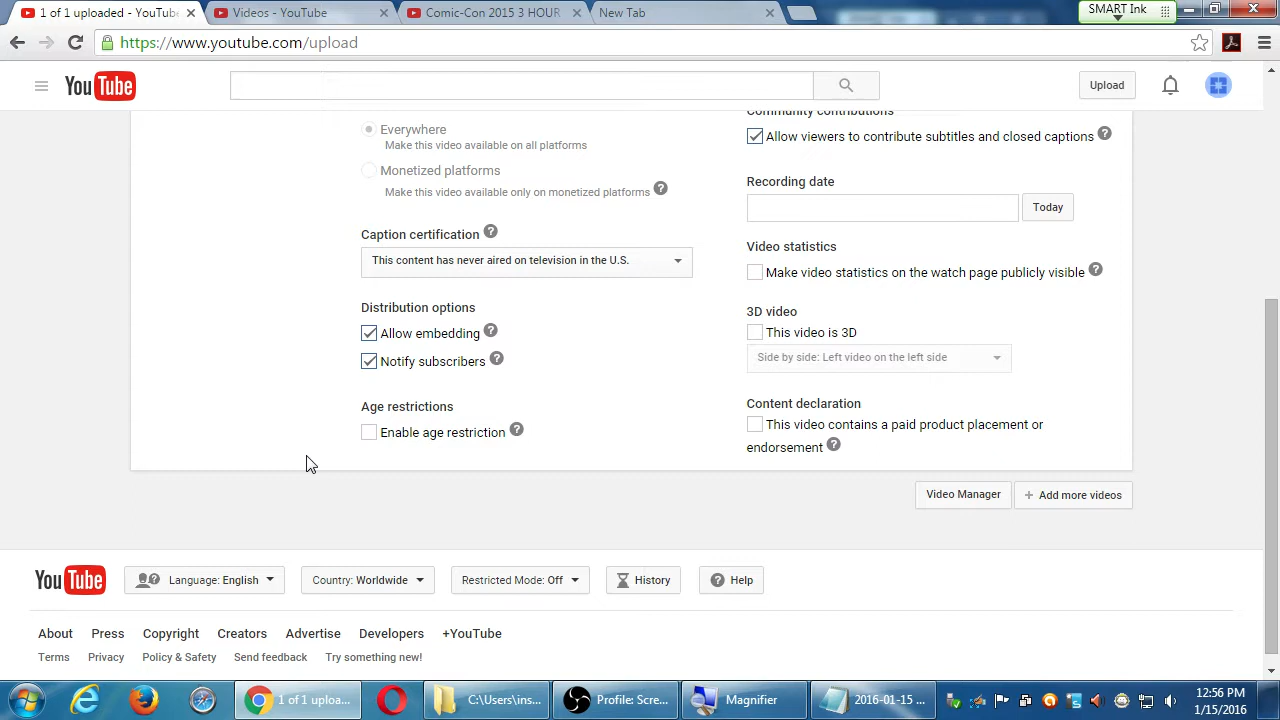 1 of 1 uploaded - YouTub
Videos - YouTube
Comic-Con 2015 3 HOUR
New Tab
SMART Ink
https://www.youtube.com/upload
YouTube
Upload
Community contributions
Everywhere
Make this video available on all platforms
Allow viewers to contribute subtitles and closed captions
Monetized platforms
Make this video available only on monetized platforms
Recording date
Today
Caption certification
This content has never aired on television in the U.S.
Video statistics
Make video statistics on the watch page publicly visible
Distribution options
Allow embedding
Notify subscribers
3D video
This video is 3D
Side by side: Left video on the left side
Age restrictions
Enable age restriction
Content declaration
This video contains a paid product placement or
endorsement
Video Manager
+ Add more videos
YouTube
Language: English
Country: Worldwide
Restricted Mode: Off
History
Help
About
Press
Copyright
Creators
Advertise
Developers
+YouTube
Terms
Privacy
Policy & Safety
Send feedback
Try something new!
1 of 1 uploa...
C:\Users\ins...
Profile: Scre...
Magnifier
2016-01-15 ...
12:56 PM
1/15/2016